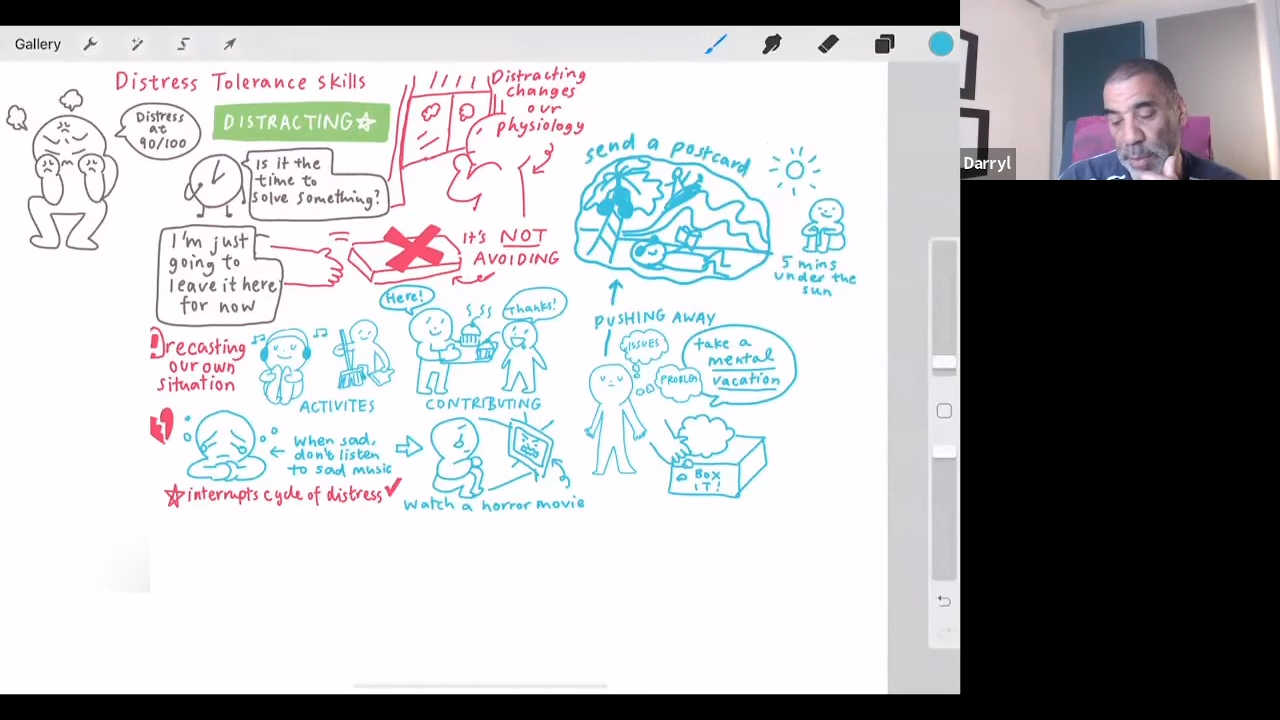 Gallery
Distress Tolerance skills
DISTRACTING
Distress
at
90/100
Is it the
time to
solve something?
Distracting
changes
our
physiology
I'm just
going to
leave it here
for now
It's NOT
AVOIDING
send a postcard
5 mins
under the
sun
recasting
our own
situation
ACTIVITES
Here!
Thanks!
CONTRIBUTING
PUSHING AWAY
ISSUES
PROBLEM
take a
mental
vacation
BOX
IT!
When sad,
don't listen
to sad music
interrupts cycle of distress
Watch a horror movie
Darryl